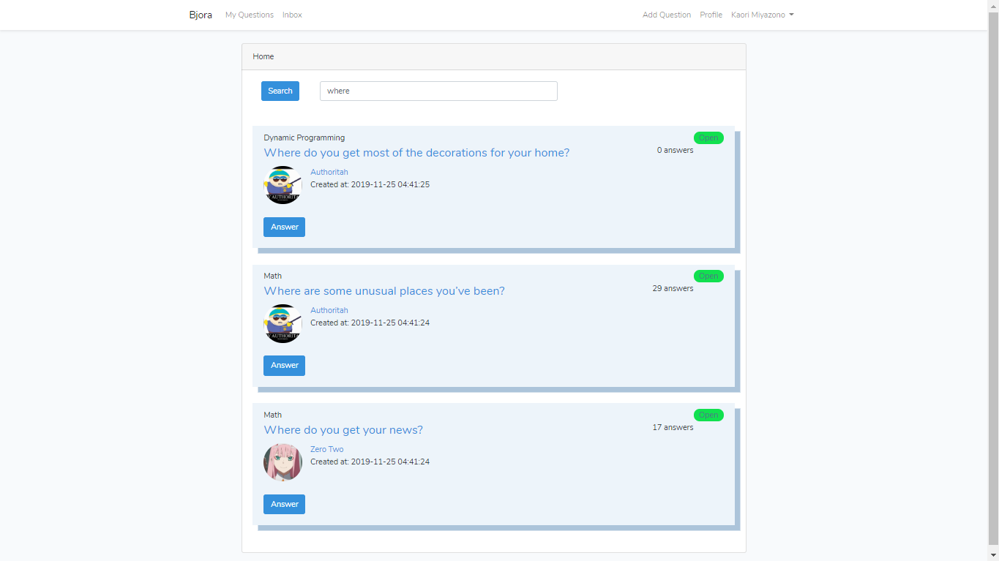 Bjora My Questions Inbox Add Question Profile Kaori Miyazono
Home
Search where
Dynamic Programming Open
Where do you get most of the decorations for your home? 0 answers
Authoritah
Created at: 2019-11-25 04:41:25
Y AUTHORITA
Answer
Math Open
Where are some unusual places you've been? 29 answers
Authoritah
Created at: 2019-11-25 04:41:24
Y AUTHORITA
Answer
Math Open
Where do you get your news? 17 answers
Zero Two
Created at: 2019-11-25 04:41:24
Answer